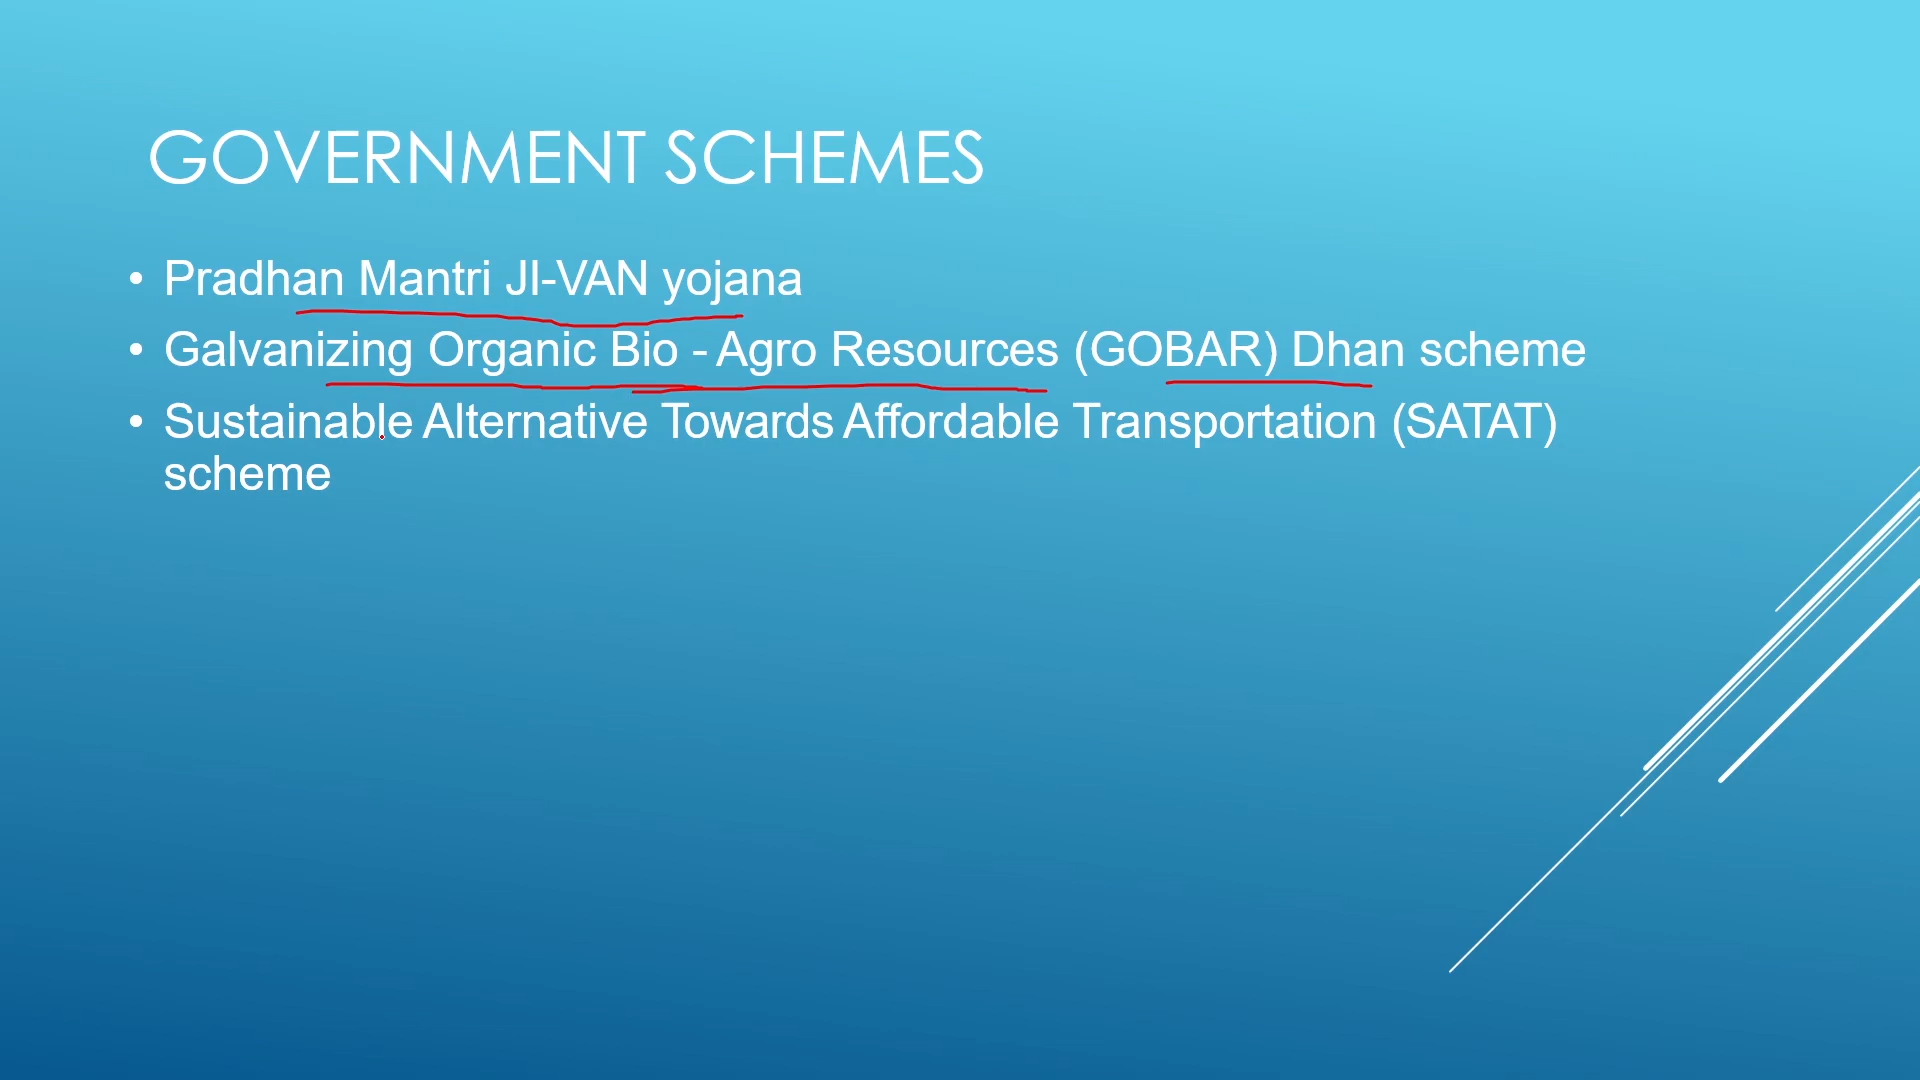 GOVERNMENT SCHEMES
• Pradhan Mantri JI-VAN yojana
• Galvanizing Organic Bio - Agro Resources (GOBAR) Dhan scheme
• Sustainable Alternative Towards Affordable Transportation (SATAT)
scheme